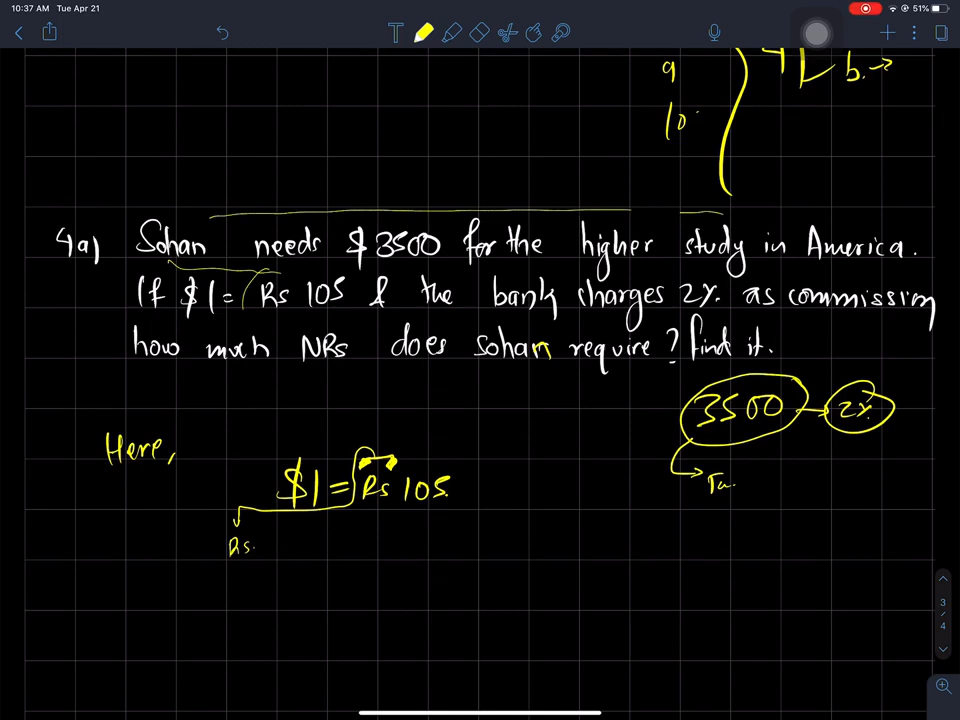 10:37 AM Tue Apr 21
51%
9
b. →
10
4a) Sohan needs $3500 for the higher study in America.
If $1 = Rs 105 & the bank charges 2% as commission
how much NRs does sohan require? find it.
3500 → 2%
Here,
$1 = Rs 105.
Rs.
3
/
4